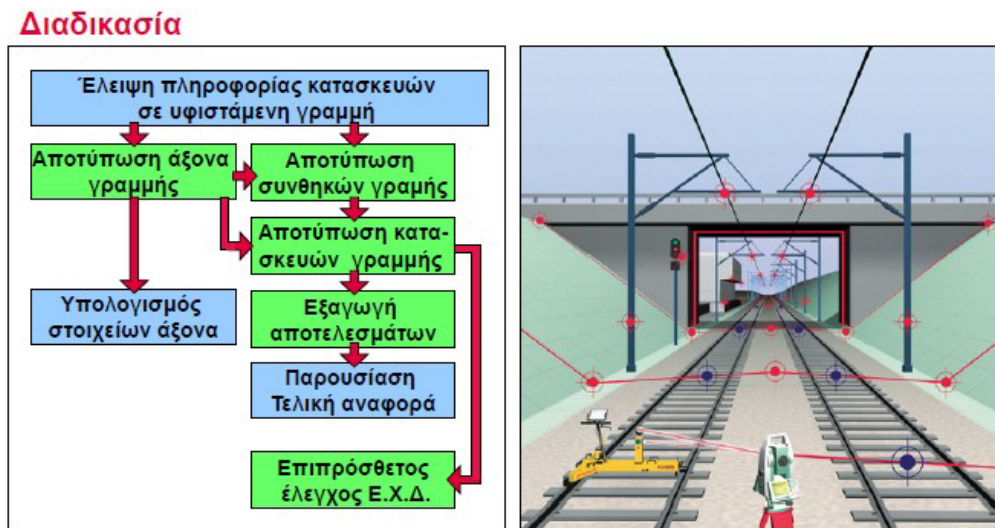 Διαδικασία
Έλειψη πληροφορίας κατασκευών
σε υφιστάμενη γραμμή
Αποτύπωση άξονα
γραμμής
Αποτύπωση
συνθηκών γραμής
Αποτύπωση κατα-
σκευών γραμμής
Υπολογισμός
στοιχείων άξονα
Εξαγωγή
αποτελεσμάτων
Παρουσίαση
Τελική αναφορά
Επιπρόσθετος
έλεγχος Ε.Χ.Δ.